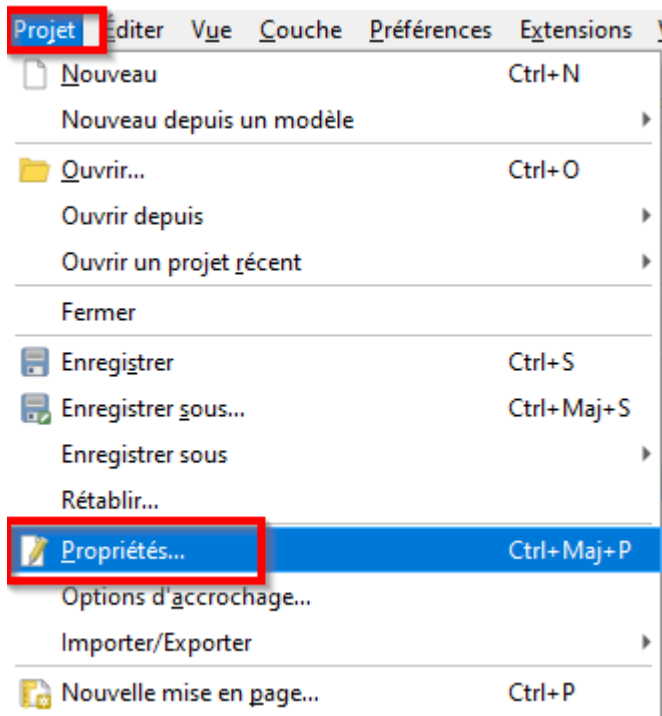 Projet Éditer Vue Couche Préférences Extensions
Nouveau Ctrl+N
Nouveau depuis un modèle
Ouvrir... Ctrl+O
Ouvrir depuis
Ouvrir un projet récent
Fermer
Enregistrer Ctrl+S
Enregistrer sous... Ctrl+Maj+S
Enregistrer sous
Rétablir...
Propriétés... Ctrl+Maj+P
Options d'accrochage...
Importer/Exporter
Nouvelle mise en page... Ctrl+P